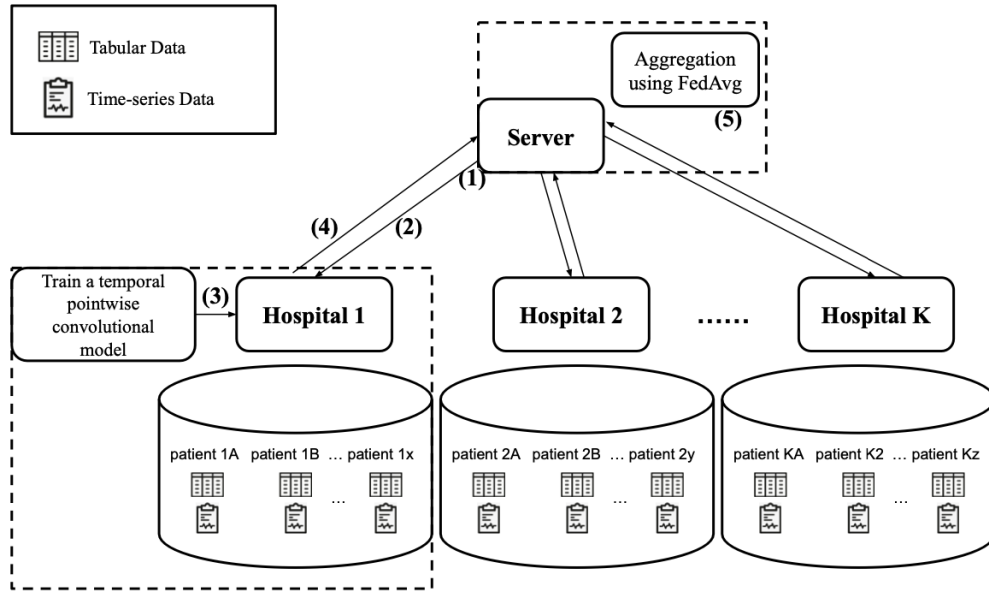 Tabular Data
Time-series Data
Aggregation
using FedAvg
(5)
Server
(1)
(4)
(2)
Train a temporal
pointwise
convolutional
model
(3)
Hospital 1
Hospital 2
......
Hospital K
patient 1A patient 1B ... patient 1x
...
patient 2A patient 2B ... patient 2y
...
patient KA patient K2 ... patient Kz
...